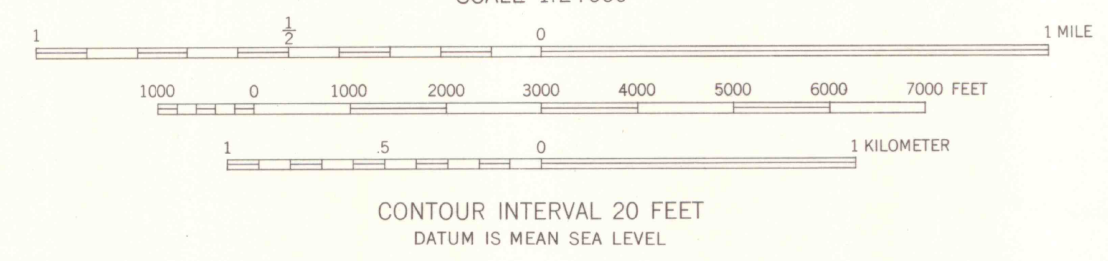 1 1/2 0 1 MILE
1000 0 1000 2000 3000 4000 5000 6000 7000 FEET
1 .5 0 1 KILOMETER
CONTOUR INTERVAL 20 FEET
DATUM IS MEAN SEA LEVEL